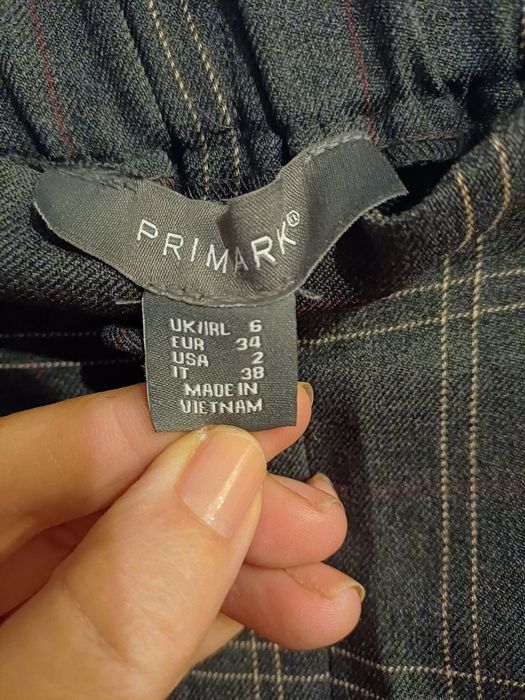 PRIMARK®
UK/IRL 6
EUR 34
USA 2
IT 38
MADE IN
VIETNAM